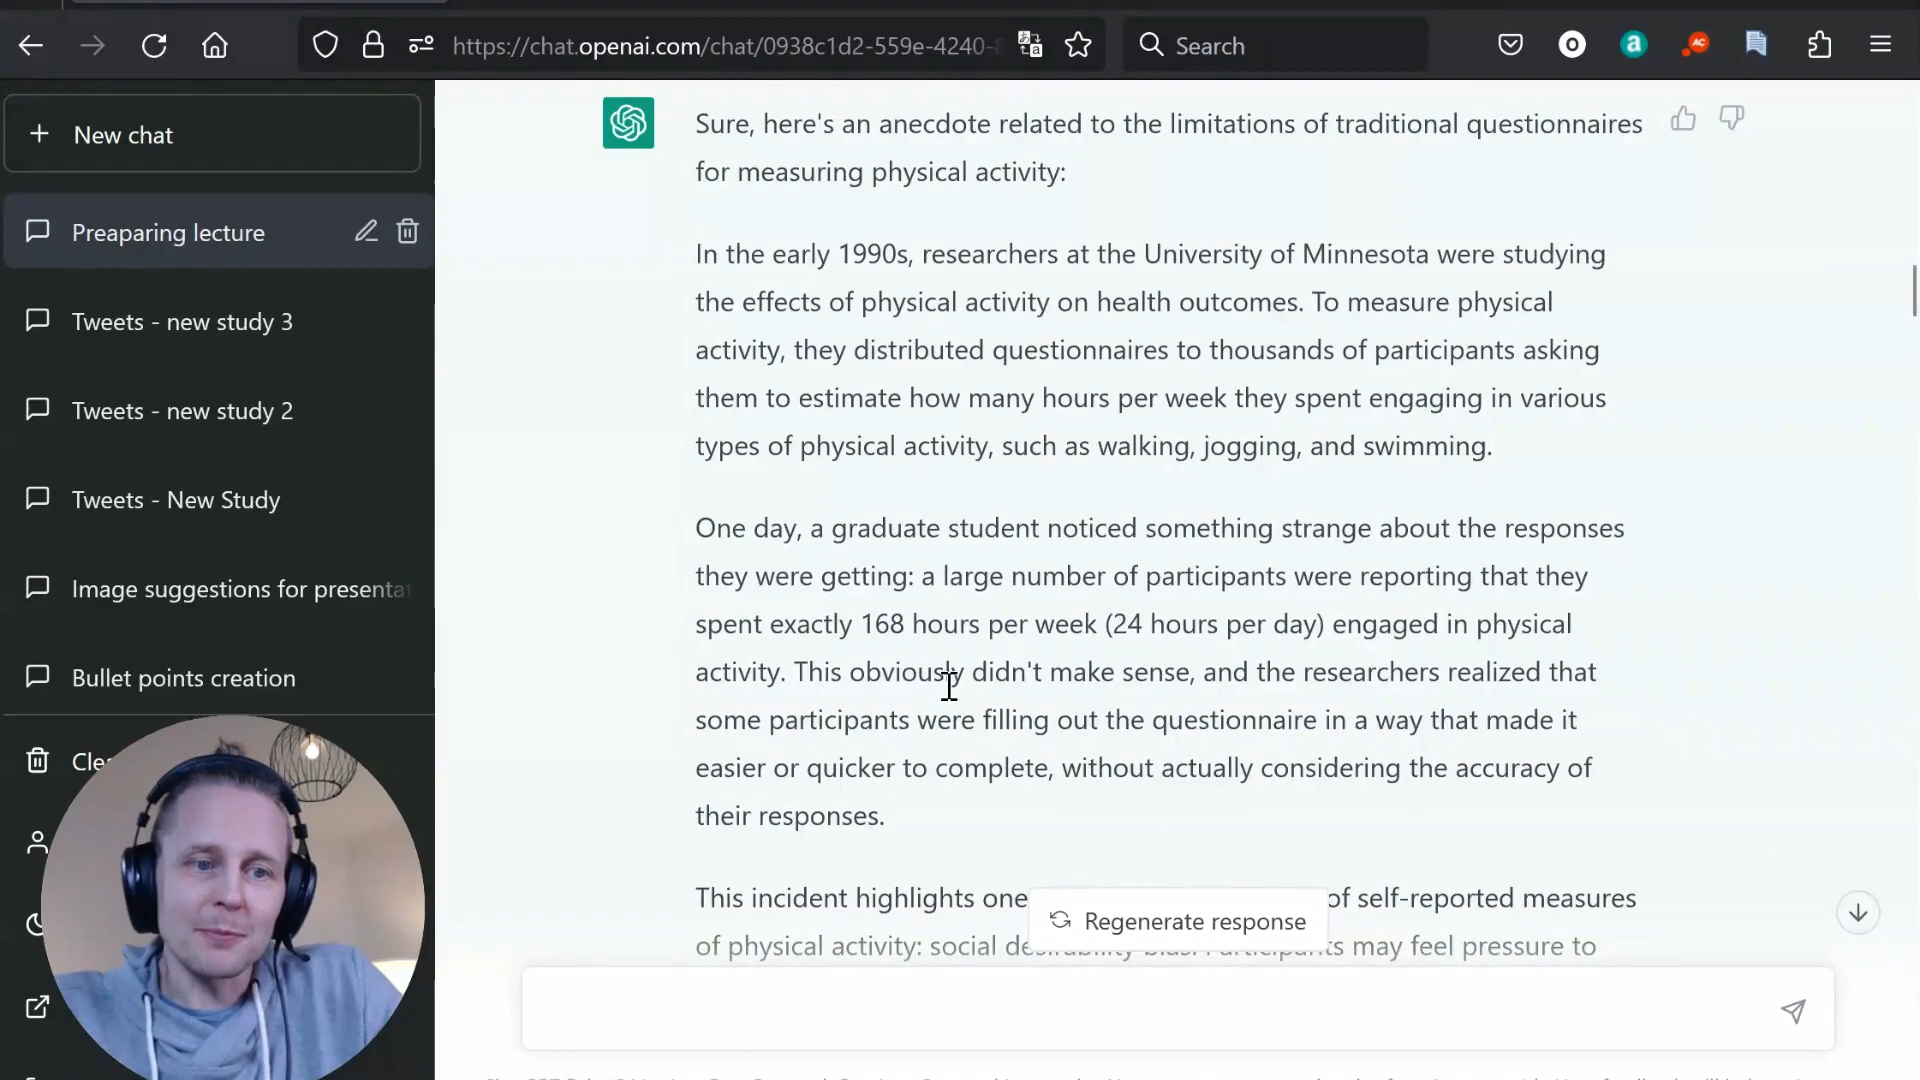 https://chat.openai.com/chat/0938c1d2-559e-4240-
Search
New chat
Preaparing lecture
Tweets - new study 3
Tweets - new study 2
Tweets - New Study
Image suggestions for presentat
Bullet points creation
Cle
Sure, here's an anecdote related to the limitations of traditional questionnaires
for measuring physical activity:
In the early 1990s, researchers at the University of Minnesota were studying
the effects of physical activity on health outcomes. To measure physical
activity, they distributed questionnaires to thousands of participants asking
them to estimate how many hours per week they spent engaging in various
types of physical activity, such as walking, jogging, and swimming.
One day, a graduate student noticed something strange about the responses
they were getting: a large number of participants were reporting that they
spent exactly 168 hours per week (24 hours per day) engaged in physical
activity. This obviously didn't make sense, and the researchers realized that
some participants were filling out the questionnaire in a way that made it
easier or quicker to complete, without actually considering the accuracy of
their responses.
This incident highlights one of self-reported measures
of physical activity: social desirability bias. Participants may feel pressure to
Regenerate response